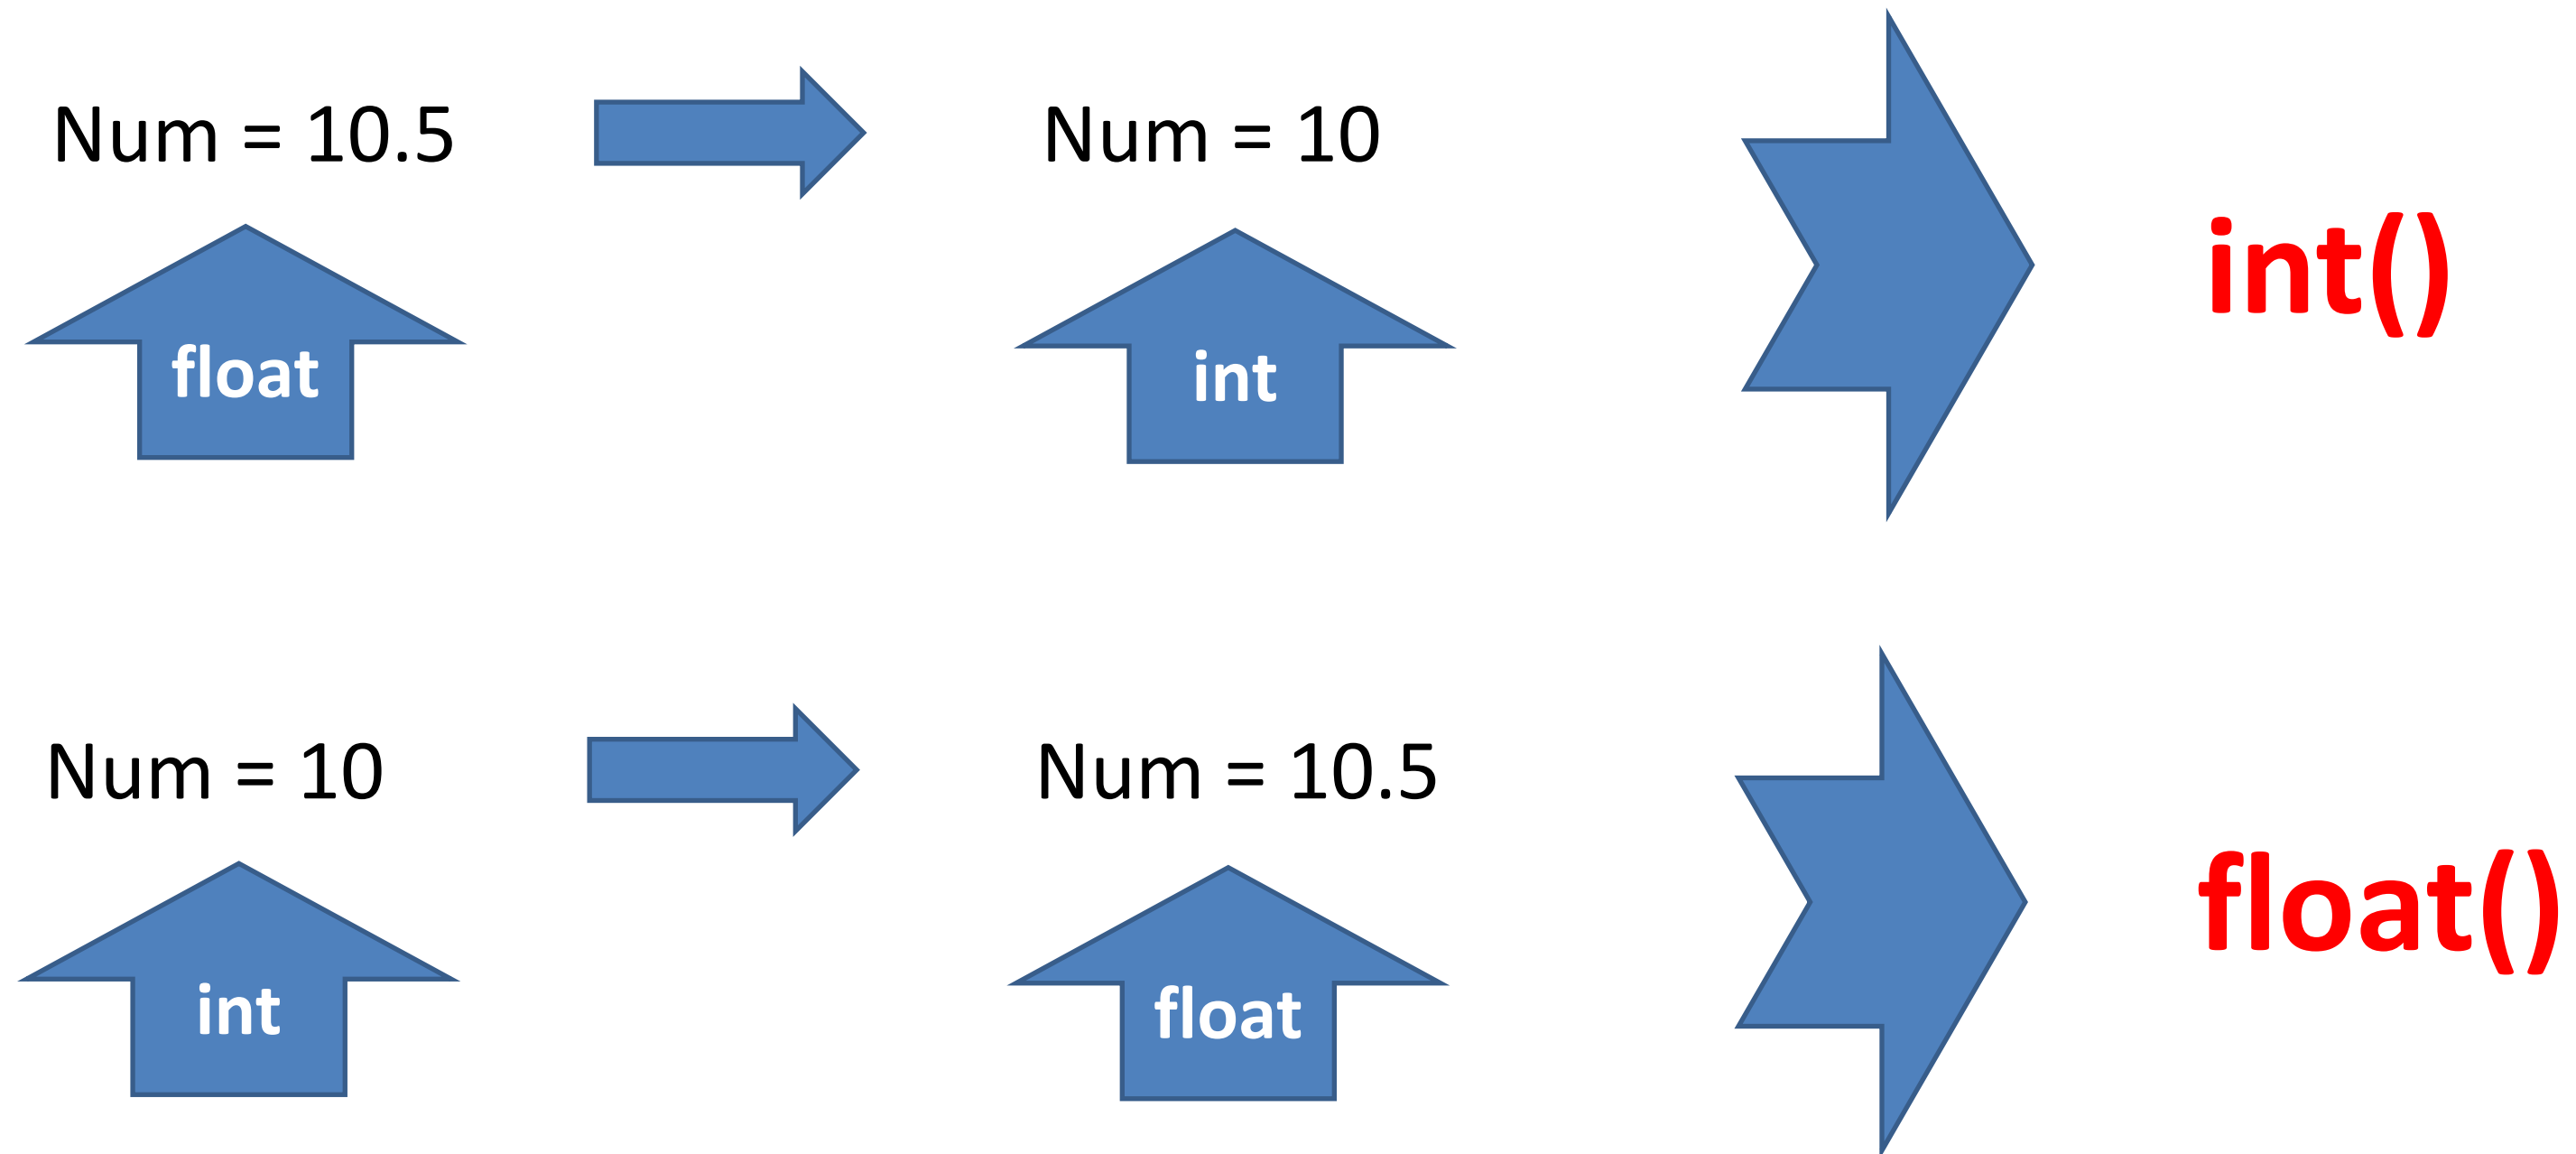 Num = 10.5
Num = 10
float
int
int()
Num = 10
Num = 10.5
int
float
float()